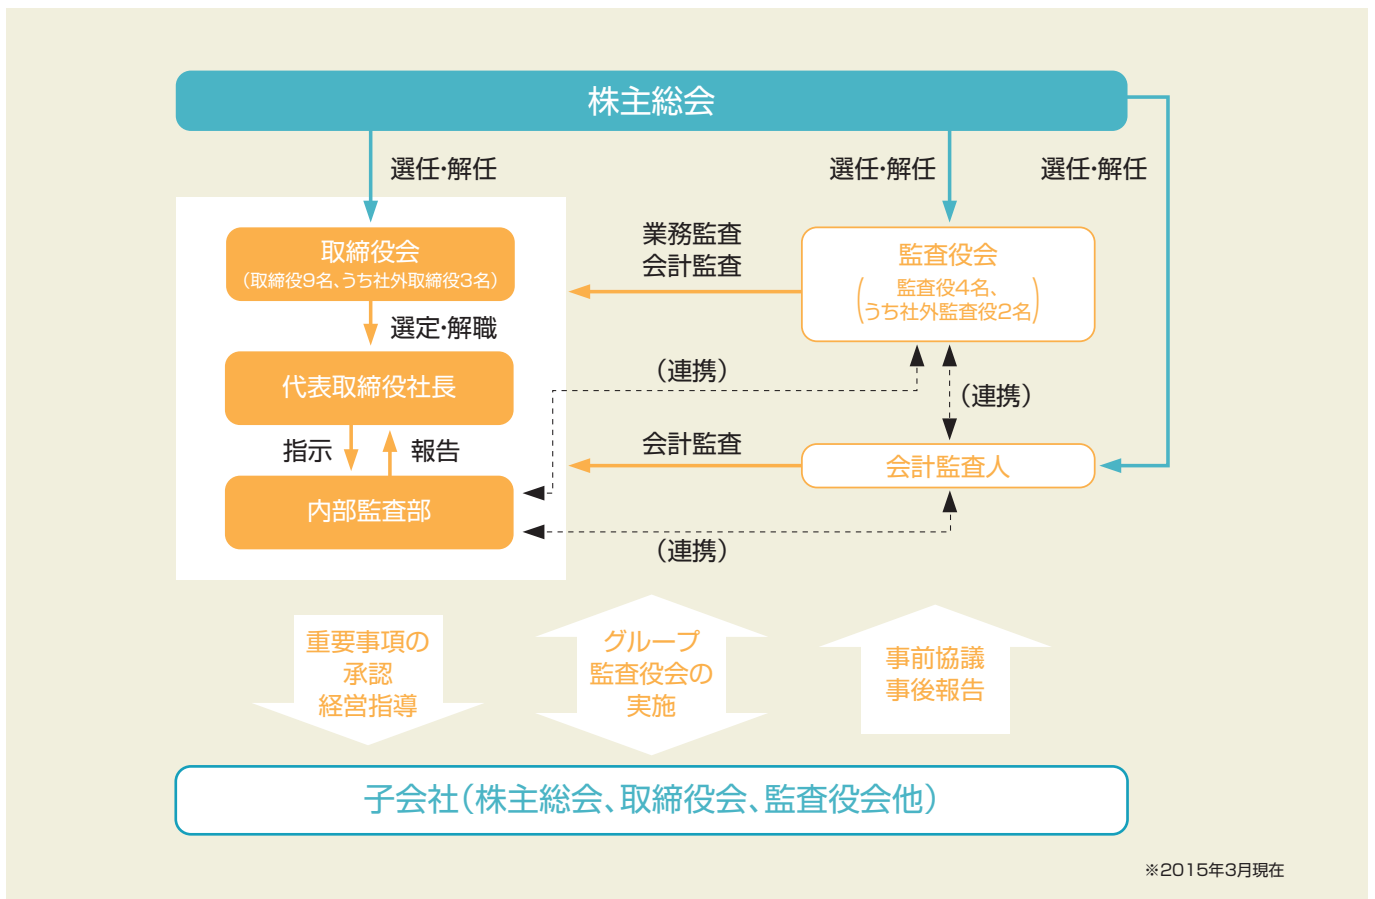 株主総会
選任・解任
選任・解任
選任・解任
取締役会
（取締役9名、うち社外取締役3名）
業務監査
会計監査
監査役会
監査役4名、
うち社外監査役2名
選定・解職
代表取締役社長
（連携）
（連携）
指示
報告
会計監査
会計監査人
内部監査部
（連携）
重要事項の
承認
経営指導
グループ
監査役会の
実施
事前協議
事後報告
子会社（株主総会、取締役会、監査役会他）
※2015年3月現在